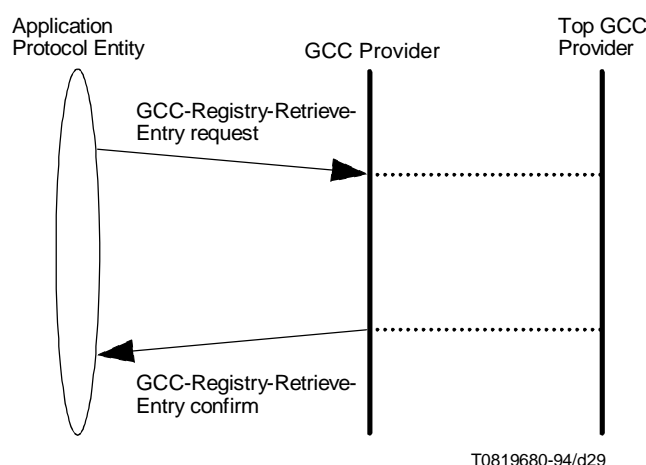 Application
Protocol Entity
GCC Provider
Top GCC
Provider
GCC-Registry-Retrieve-
Entry request
GCC-Registry-Retrieve-
Entry confirm
T0819680-94/d29